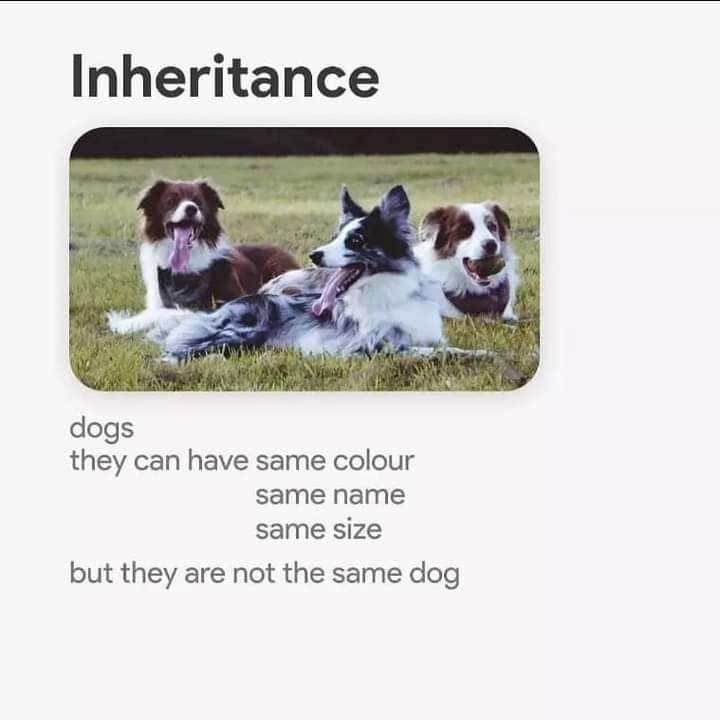 Inheritance
dogs
they can have same colour
same name
same size
but they are not the same dog